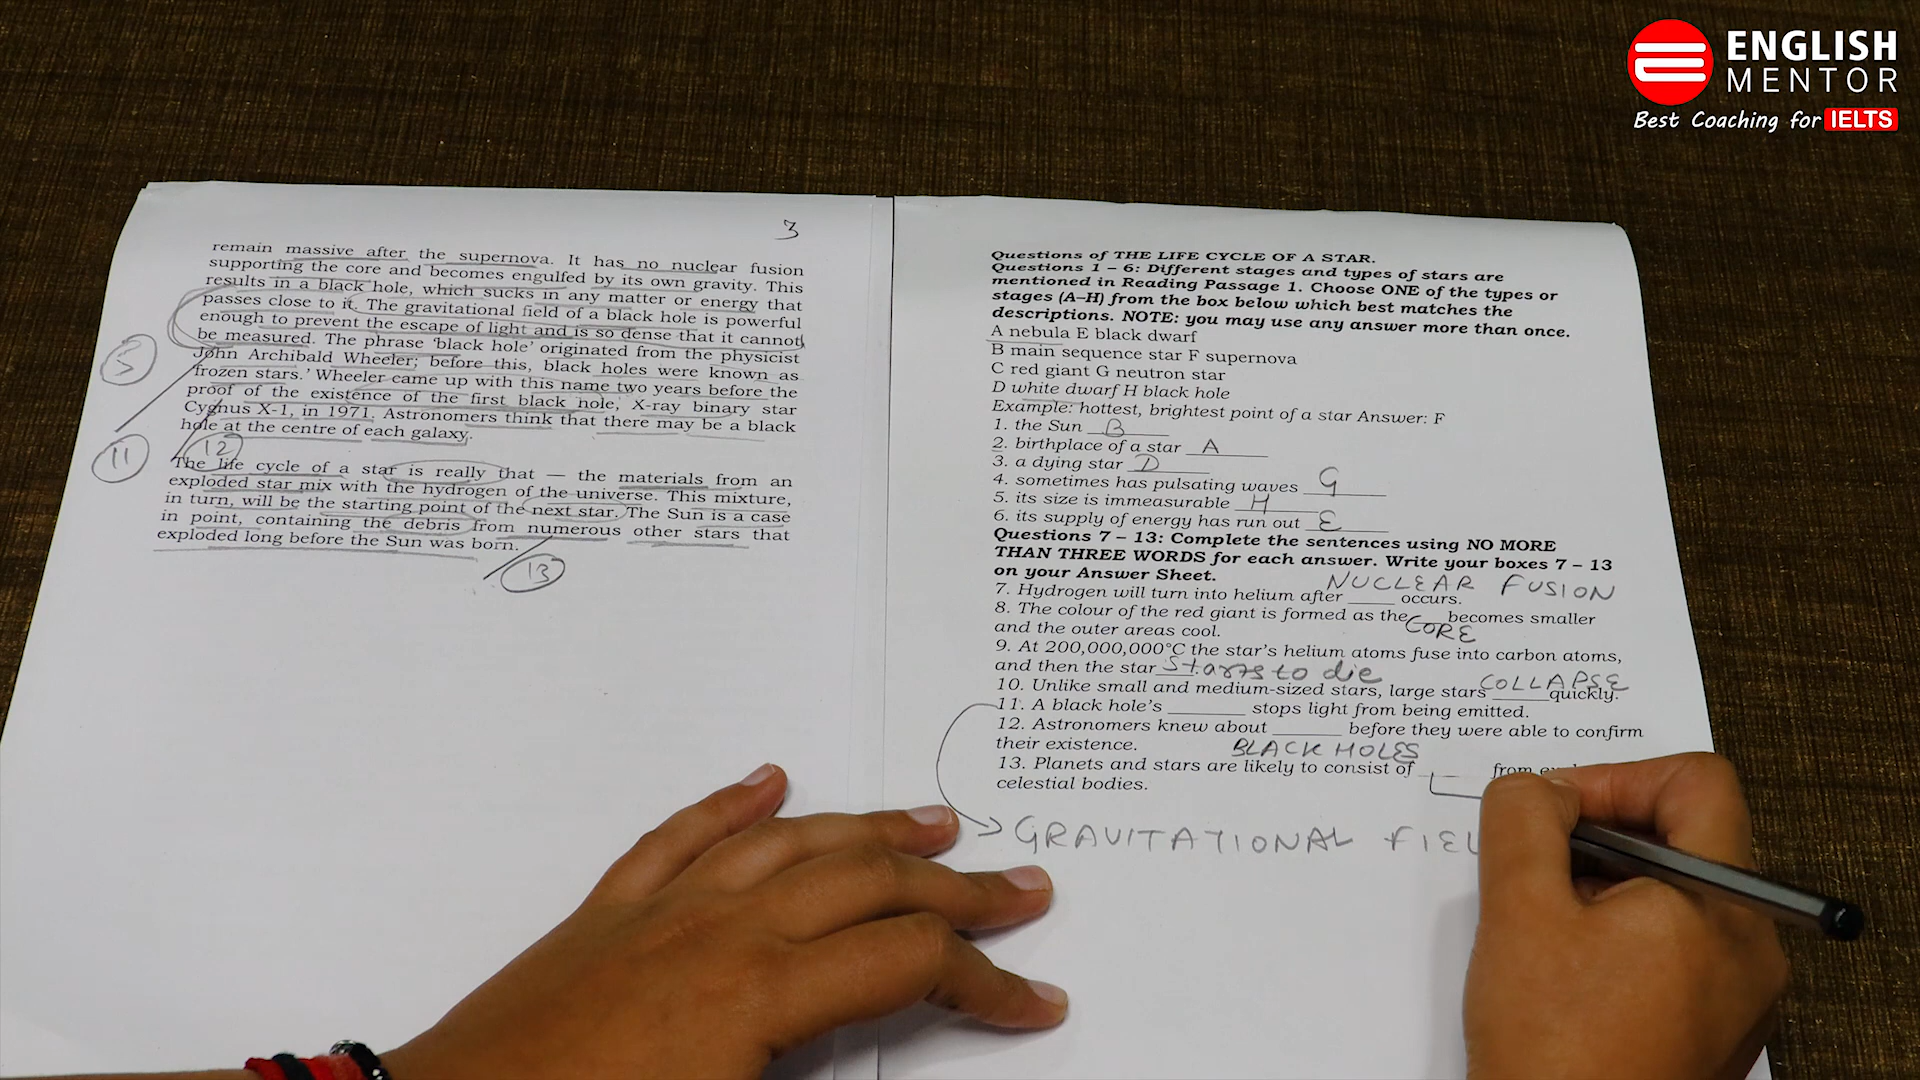 ENGLISH
MENTOR
Best Coaching for IELTS
3
remain massive after the supernova. It has no nuclear fusion
supporting the core and becomes engulfed by its own gravity. This
results in a black hole, which sucks in any matter or energy that
passes close to it. The gravitational field of a black hole is powerful
enough to prevent the escape of light and is so dense that it cannot
be measured. The phrase 'black hole' originated from the physicist
John Archibald Wheeler; before this, black holes were known as
'frozen stars.' Wheeler came up with this name two years before the
proof of the existence of the first black hole, X-ray binary star
Cygnus X-1, in 1971. Astronomers think that there may be a black
hole at the centre of each galaxy.
5
11
12
The life cycle of a star is really that — the materials from an
exploded star mix with the hydrogen of the universe. This mixture,
in turn, will be the starting point of the next star. The Sun is a case
in point, containing the debris from numerous other stars that
exploded long before the Sun was born.
13
Questions of THE LIFE CYCLE OF A STAR.
Questions 1 – 6: Different stages and types of stars are
mentioned in Reading Passage 1. Choose ONE of the types or
stages (A–H) from the box below which best matches the
descriptions. NOTE: you may use any answer more than once.
A nebula E black dwarf
B main sequence star F supernova
C red giant G neutron star
D white dwarf H black hole
Example: hottest, brightest point of a star Answer: F
1. the Sun B
2. birthplace of a star A
3. a dying star D
4. sometimes has pulsating waves G
5. its size is immeasurable H
6. its supply of energy has run out E
Questions 7 – 13: Complete the sentences using NO MORE
THAN THREE WORDS for each answer. Write your boxes 7 – 13
on your Answer Sheet.
NUCLEAR FUSION
7. Hydrogen will turn into helium after ____ occurs.
8. The colour of the red giant is formed as the ____ becomes smaller
CORE
and the outer areas cool.
9. At 200,000,000°C the star's helium atoms fuse into carbon atoms,
and then the star starts to die
COLLAPSE
10. Unlike small and medium-sized stars, large stars ____ quickly.
11. A black hole's ____ stops light from being emitted.
12. Astronomers knew about ____ before they were able to confirm
their existence.
BLACK HOLES
13. Planets and stars are likely to consist of ____ from
celestial bodies.
GRAVITATIONAL